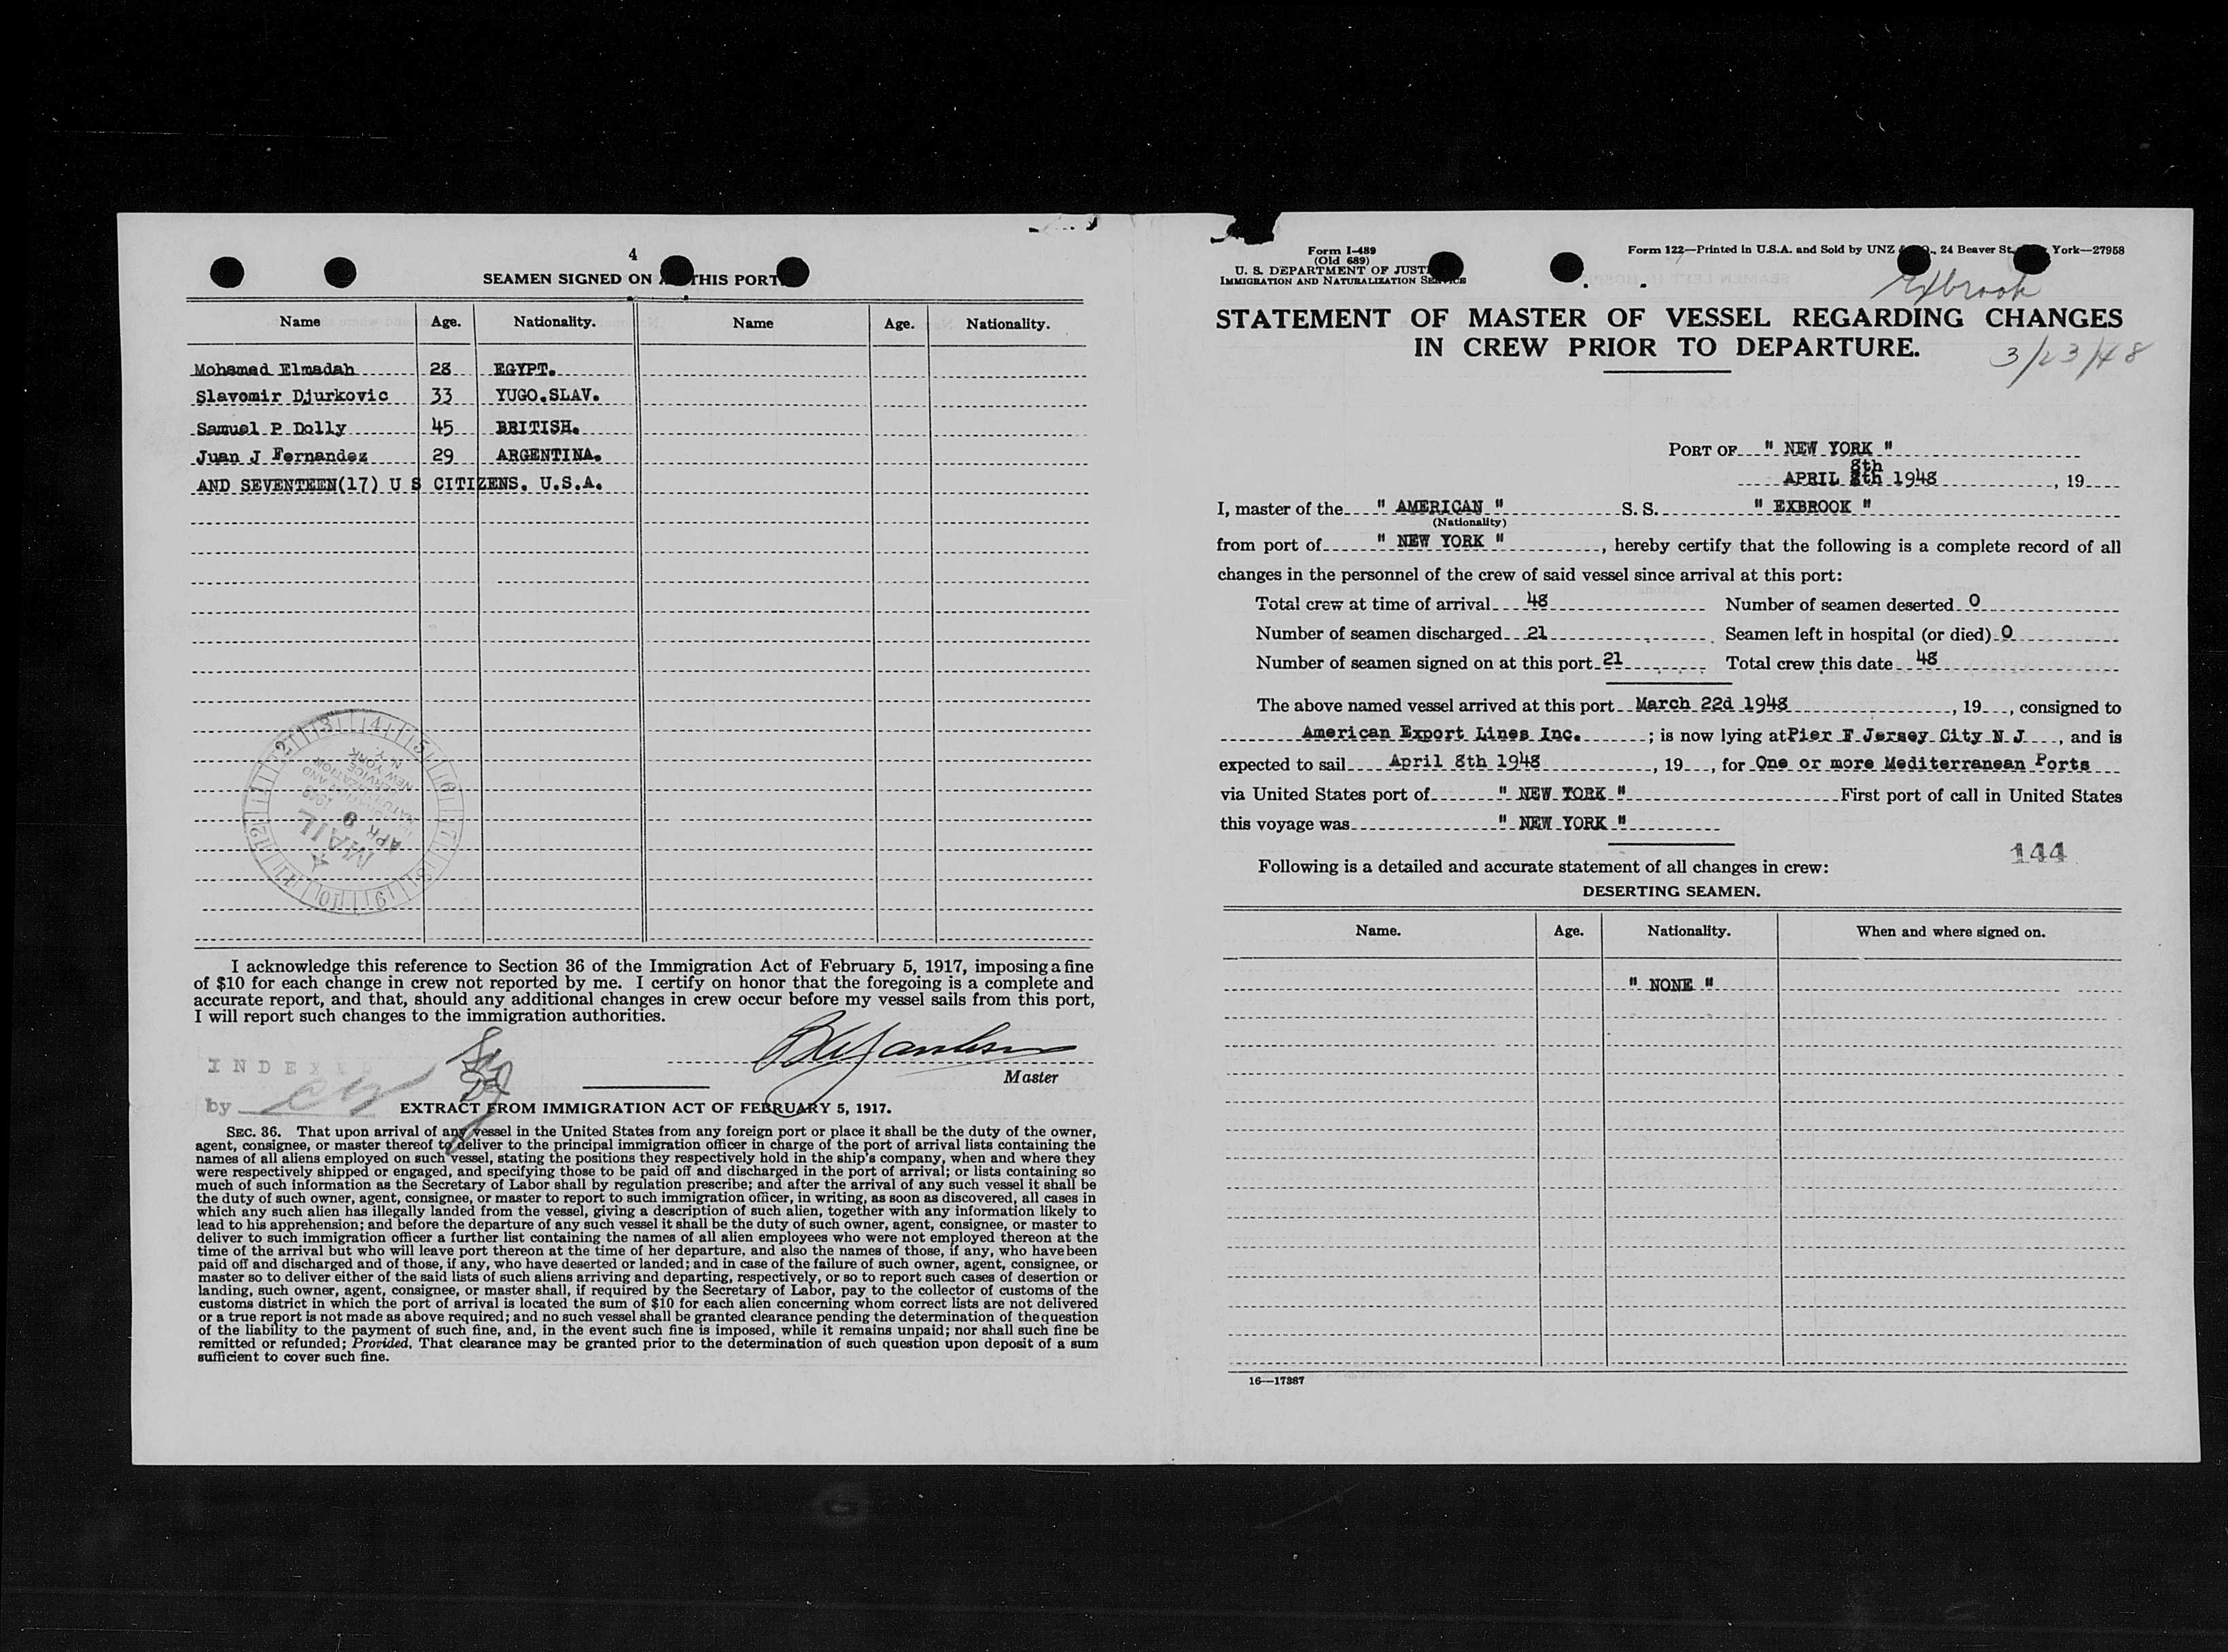 4
SEAMEN SIGNED ON THIS PORT
Name Age. Nationality. Name Age. Nationality.
Mohamed Elmadah 28 EGYPT.
Slavomir Djurkovic 33 YUGO.SLAV.
Samuel P Dolly 45 BRITISH.
Juan J Fernandez 29 ARGENTINA.
AND SEVENTEEN(17) U S CITIZENS. U.S.A.
1 2 3 4 5 6 7 8 9 10 11 12
NEW YORK
N. Y.
MAIL
APR 9
I acknowledge this reference to Section 36 of the Immigration Act of February 5, 1917, imposing a fine
of $10 for each change in crew not reported by me. I certify on honor that the foregoing is a complete and
accurate report, and that, should any additional changes in crew occur before my vessel sails from this port,
I will report such changes to the immigration authorities.
Master
INDEXED
by
EXTRACT FROM IMMIGRATION ACT OF FEBRUARY 5, 1917.
SEC. 36. That upon arrival of any vessel in the United States from any foreign port or place it shall be the duty of the owner,
agent, consignee, or master thereof to deliver to the principal immigration officer in charge of the port of arrival lists containing the
names of all aliens employed on such vessel, stating the positions they respectively hold in the ship's company, when and where they
were respectively shipped or engaged, and specifying those to be paid off and discharged in the port of arrival; or lists containing so
much of such information as the Secretary of Labor shall by regulation prescribe; and after the arrival of any such vessel it shall be
the duty of such owner, agent, consignee, or master to report to such immigration officer, in writing, as soon as discovered, all cases in
which any such alien has illegally landed from the vessel, giving a description of such alien, together with any information likely to
lead to his apprehension; and before the departure of any such vessel it shall be the duty of such owner, agent, consignee, or master to
deliver to such immigration officer a further list containing the names of all alien employees who were not employed thereon at the
time of the arrival but who will leave port thereon at the time of her departure, and also the names of those, if any, who have been
paid off and discharged and of those, if any, who have deserted or landed; and in case of the failure of such owner, agent, consignee, or
master so to deliver either of the said lists of such aliens arriving and departing, respectively, or so to report such cases of desertion or
landing, such owner, agent, consignee, or master shall, if required by the Secretary of Labor, pay to the collector of customs of the
customs district in which the port of arrival is located the sum of $10 for each alien concerning whom correct lists are not delivered
or a true report is not made as above required; and no such vessel shall be granted clearance pending the determination of the question
of the liability to the payment of such fine, and, in the event such fine is imposed, while it remains unpaid; nor shall such fine be
remitted or refunded; Provided, That clearance may be granted prior to the determination of such question upon deposit of a sum
sufficient to cover such fine.
Form I-489
(Old 689)
U. S. DEPARTMENT OF JUST
IMMIGRATION AND NATURALIZATION SERVICE
Form 122—Printed in U.S.A. and Sold by UNZ & CO., 24 Beaver St., York—27958
Exbrook
STATEMENT OF MASTER OF VESSEL REGARDING CHANGES
IN CREW PRIOR TO DEPARTURE.
3/23/48
PORT OF " NEW YORK "
8th
APRIL 8th 1948, 19
I, master of the " AMERICAN " S. S. " EXBROOK "
(Nationality)
from port of " NEW YORK ", hereby certify that the following is a complete record of all
changes in the personnel of the crew of said vessel since arrival at this port:
Total crew at time of arrival 48 Number of seamen deserted 0
Number of seamen discharged 21 Seamen left in hospital (or died) 0
Number of seamen signed on at this port 21 Total crew this date 48
The above named vessel arrived at this port March 22d 1948, 19, consigned to
American Export Lines Inc. ; is now lying at Pier F Jersey City N J, and is
expected to sail April 8th 1948, 19, for One or more Mediterranean Ports
via United States port of " NEW YORK " First port of call in United States
this voyage was " NEW YORK "
144
Following is a detailed and accurate statement of all changes in crew:
DESERTING SEAMEN.
Name. Age. Nationality. When and where signed on.
" NONE "
16—17387